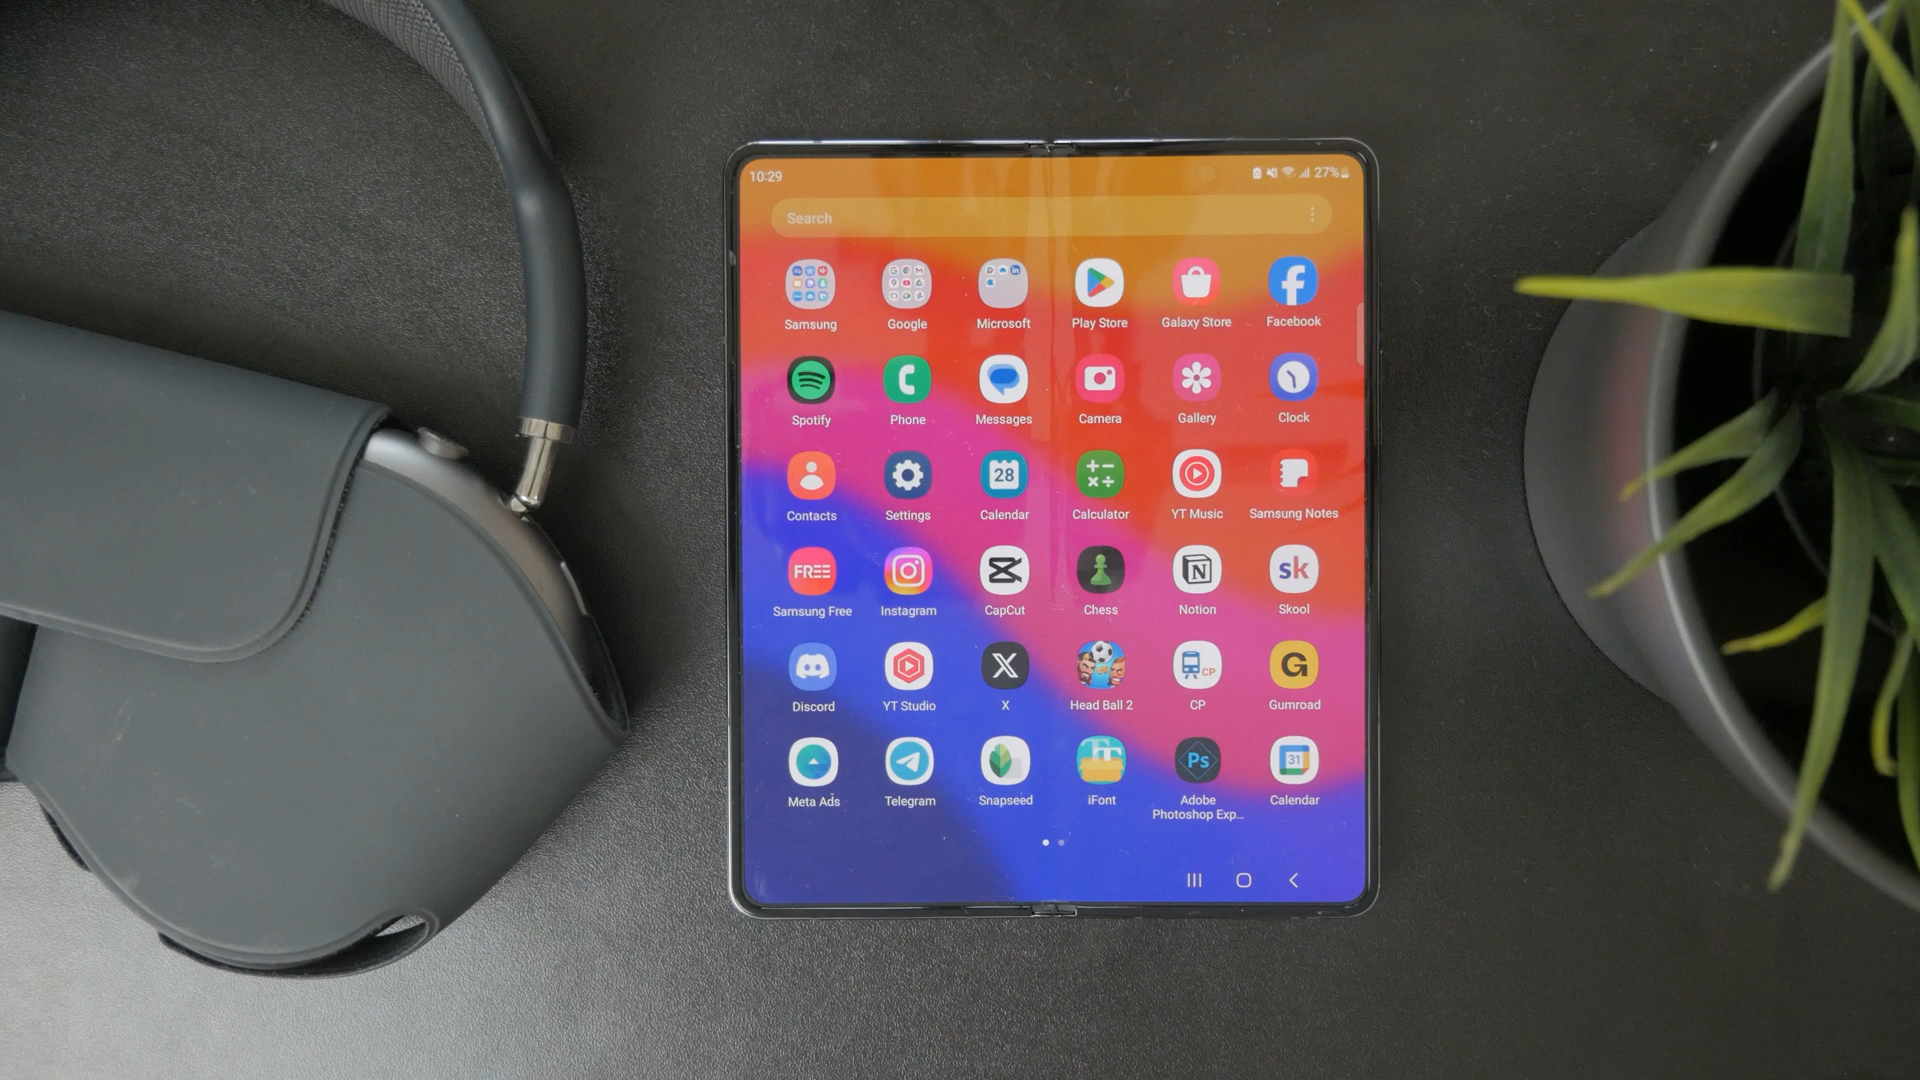 10:29
27%
Search
Samsung
Google
Microsoft
Play Store
Galaxy Store
Facebook
Spotify
Phone
Messages
Camera
Gallery
Clock
28
Contacts
Settings
Calendar
Calculator
YT Music
Samsung Notes
FREE
N
sk
Samsung Free
Instagram
CapCut
Chess
Notion
Skool
X
CP
G
Discord
YT Studio
X
Head Ball 2
CP
Gumroad
Ps
31
Meta Ads
Telegram
Snapseed
iFont
Adobe
Photoshop Exp...
Calendar